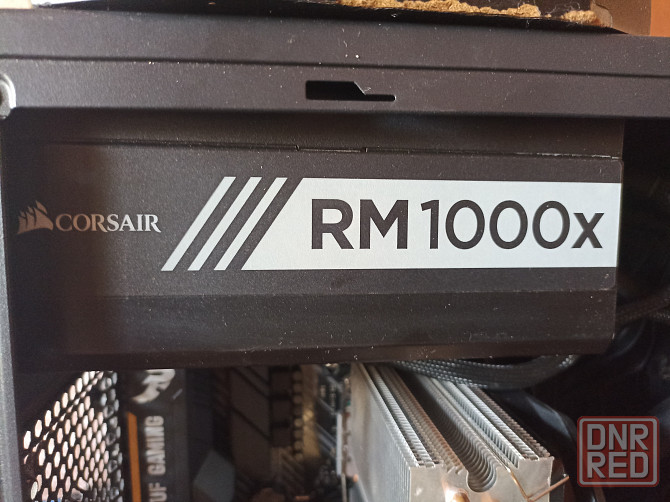 CORSAIR
RM1000x
UF GAMING
DNR
RED